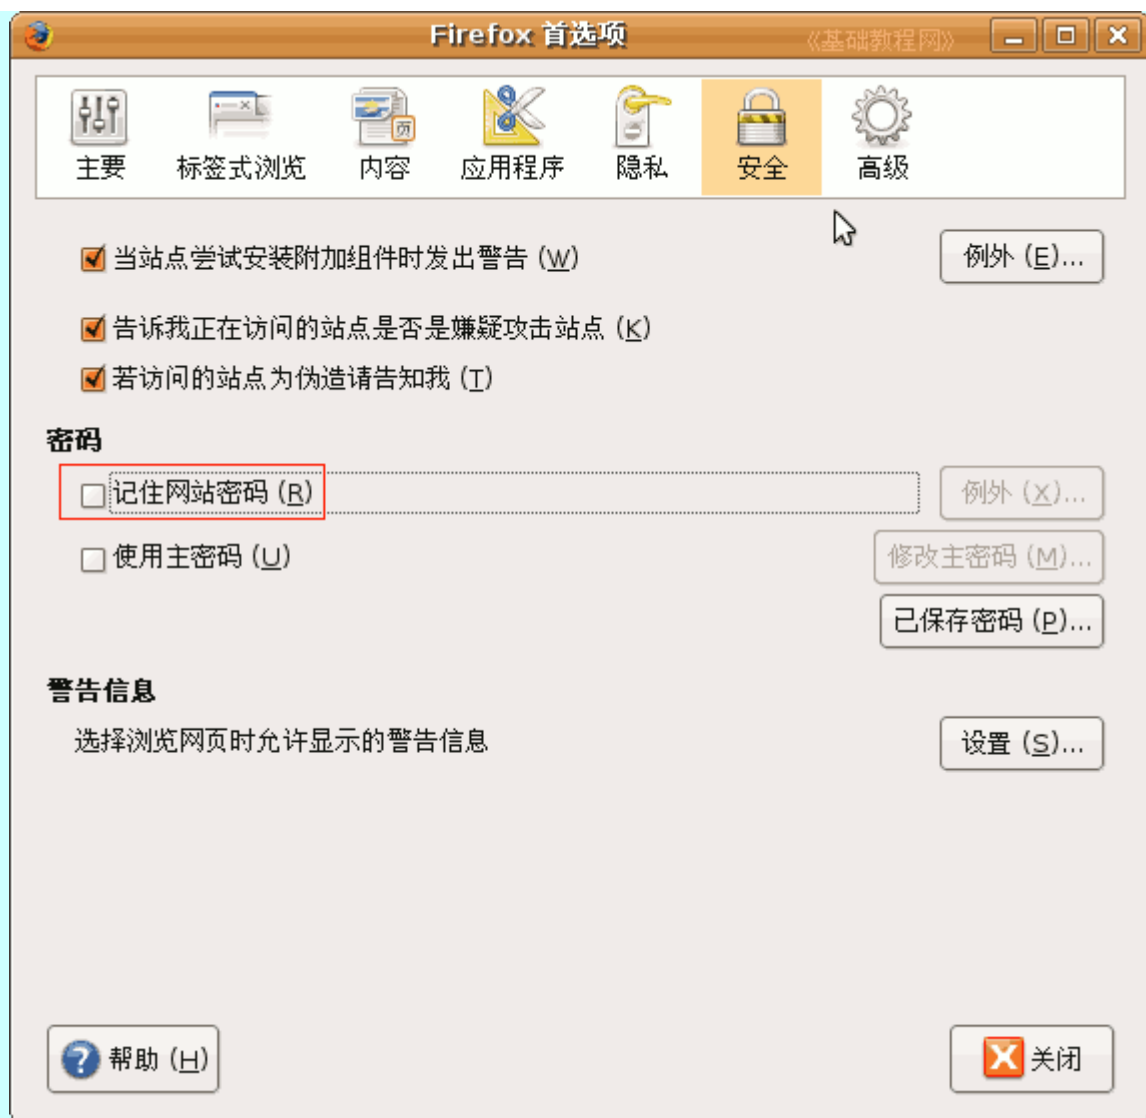 Firefox 首选项 《基础教程网》
主要 标签式浏览 内容 页 应用程序 隐私 安全 高级
当站点尝试安装附加组件时发出警告 (W) 例外 (E)...
告诉我正在访问的站点是否是嫌疑攻击站点 (K)
若访问的站点为伪造请告知我 (T)
密码
记住网站密码 (R) 例外 (X)...
使用主密码 (U) 修改主密码 (M)...
已保存密码 (P)...
警告信息
选择浏览网页时允许显示的警告信息 设置 (S)...
帮助 (H) 关闭